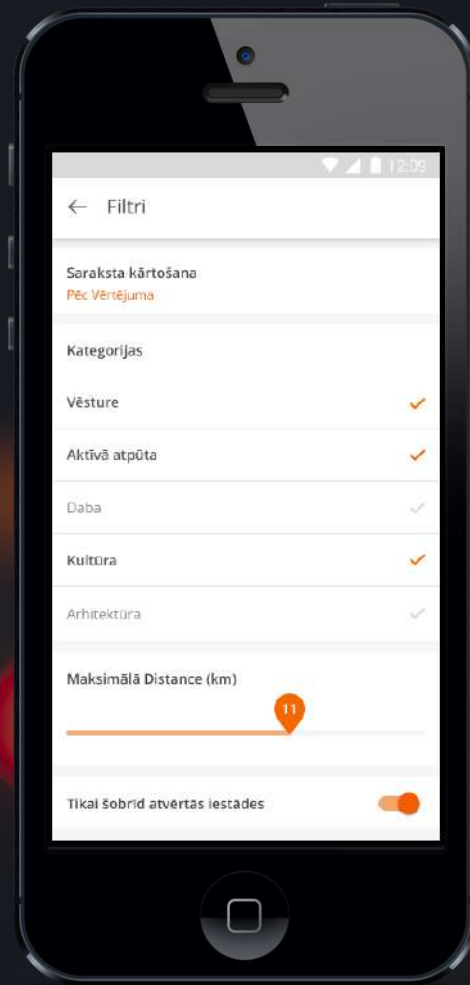 12:09
Filtri
Saraksta kārtošana
Pēc Vērtējuma
Kategorijas
Vēsture
Aktīvā atpūta
Daba
Kultūra
Arhitektūra
Maksimālā Distance (km)
11
Tikai šobrīd atvērtās iestādes